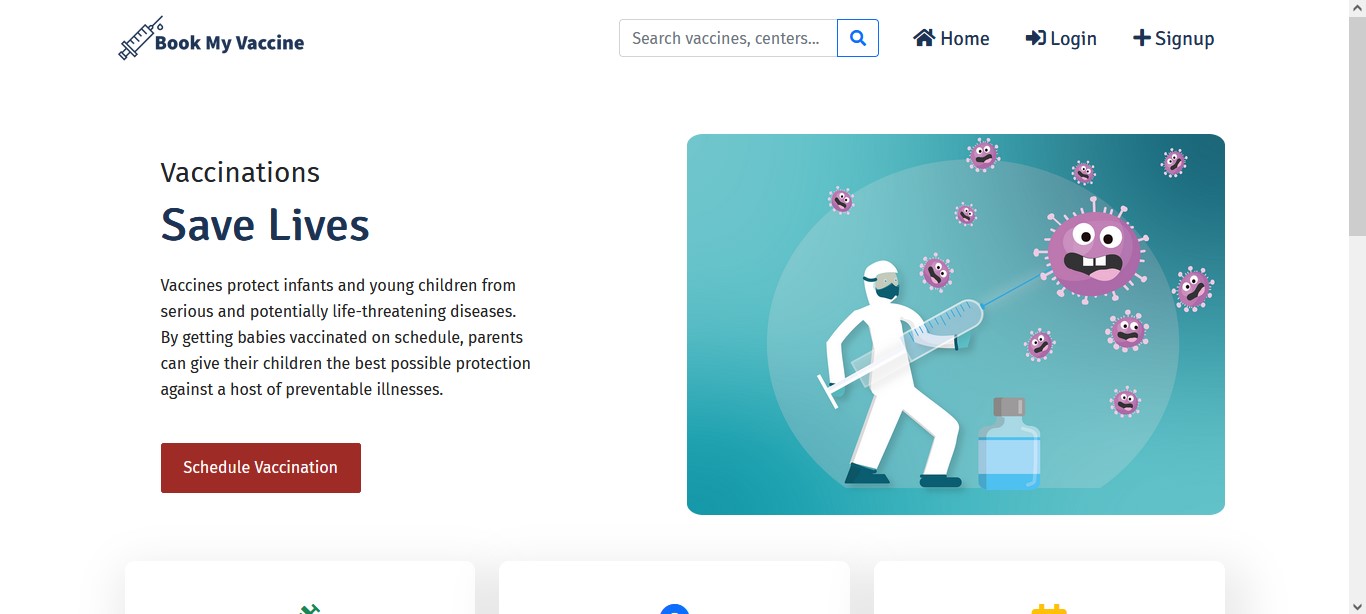 Book My Vaccine
Search vaccines, centers...
Home
Login
Signup
Vaccinations
Save Lives
Vaccines protect infants and young children from
serious and potentially life-threatening diseases.
By getting babies vaccinated on schedule, parents
can give their children the best possible protection
against a host of preventable illnesses.
Schedule Vaccination